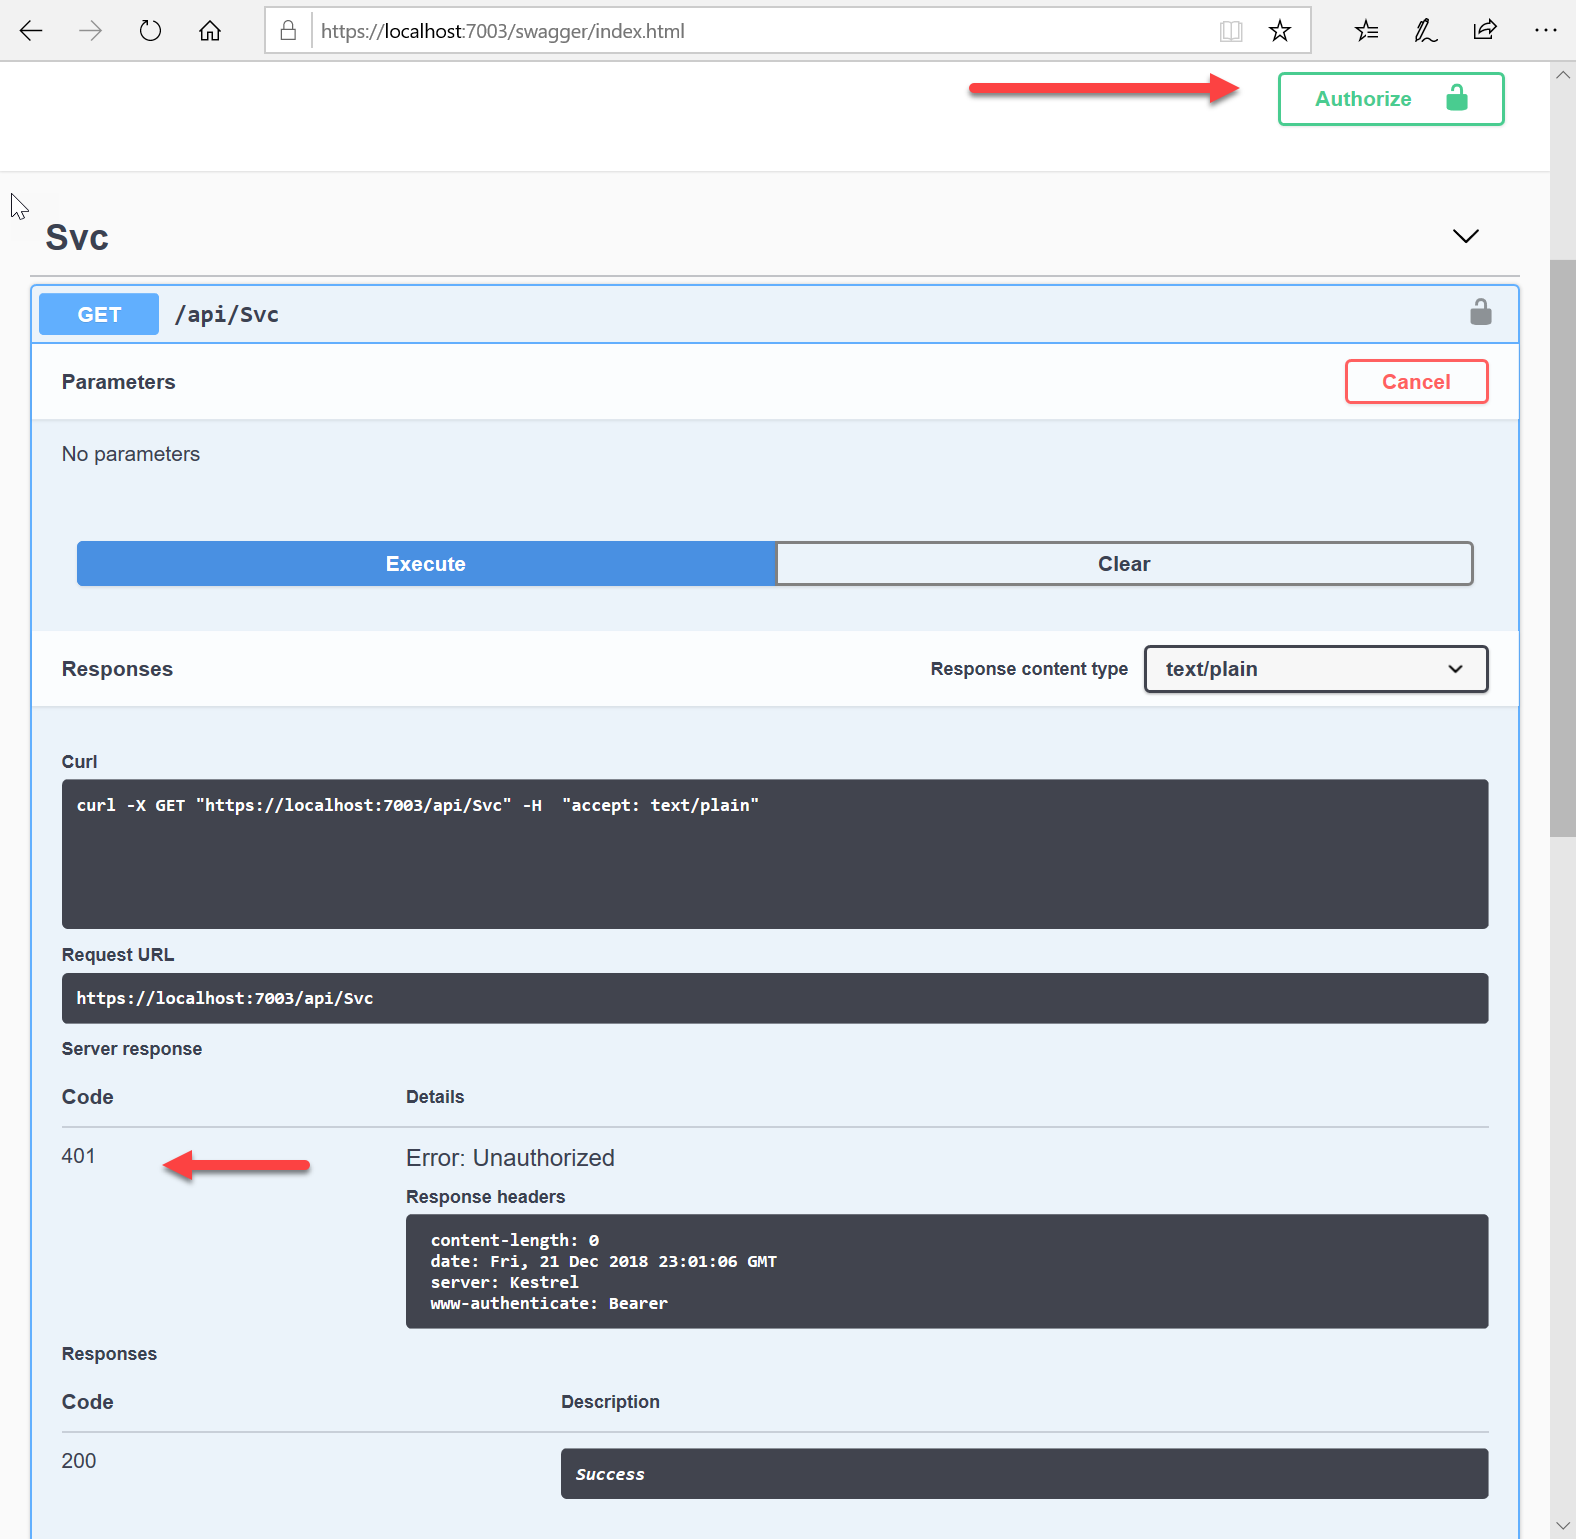 https://localhost:7003/swagger/index.html
Authorize
Svc
GET /api/Svc
Parameters Cancel
No parameters
Execute Clear
Responses Response content type text/plain
Curl
curl -X GET "https://localhost:7003/api/Svc" -H  "accept: text/plain"
Request URL
https://localhost:7003/api/Svc
Server response
Code Details
401 Error: Unauthorized
Response headers
content-length: 0
date: Fri, 21 Dec 2018 23:01:06 GMT
server: Kestrel
www-authenticate: Bearer
Responses
Code Description
200 Success